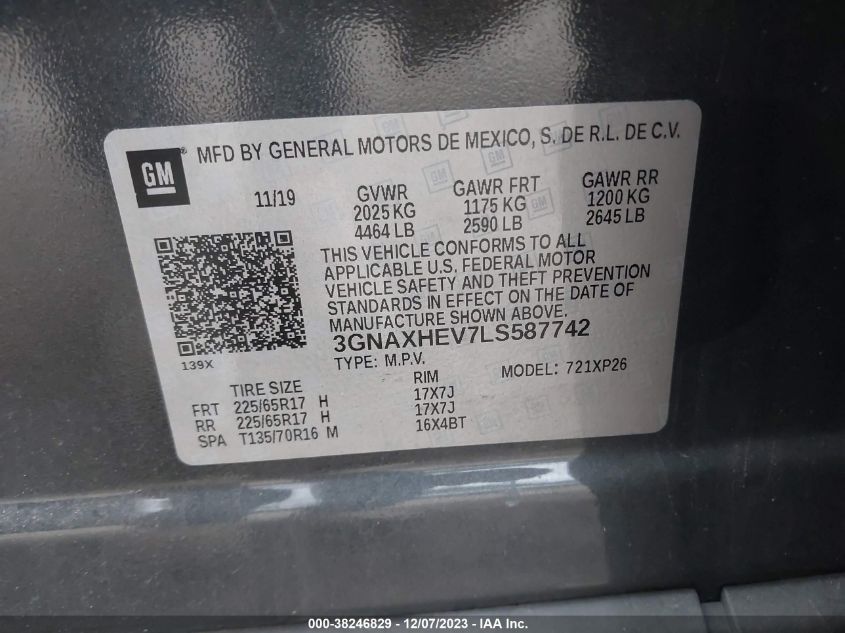 GM ® MFD BY GENERAL MOTORS DE MEXICO, S. DE R.L. DE C.V.
11/19
GVWR
2025 KG
4464 LB
GAWR FRT
1175 KG
2590 LB
GAWR RR
1200 KG
2645 LB
THIS VEHICLE CONFORMS TO ALL
APPLICABLE U.S. FEDERAL MOTOR
VEHICLE SAFETY AND THEFT PREVENTION
STANDARDS IN EFFECT ON THE DATE OF
MANUFACTURE SHOWN ABOVE.
139X
3GNAXHEV7LS587742
TYPE: M.P.V.
MODEL: 721XP26
TIRE SIZE RIM
FRT 225/65R17 H 17X7J
RR 225/65R17 H 17X7J
SPA T135/70R16 M 16X4BT
000-38246829 - 12/07/2023 - IAA Inc.